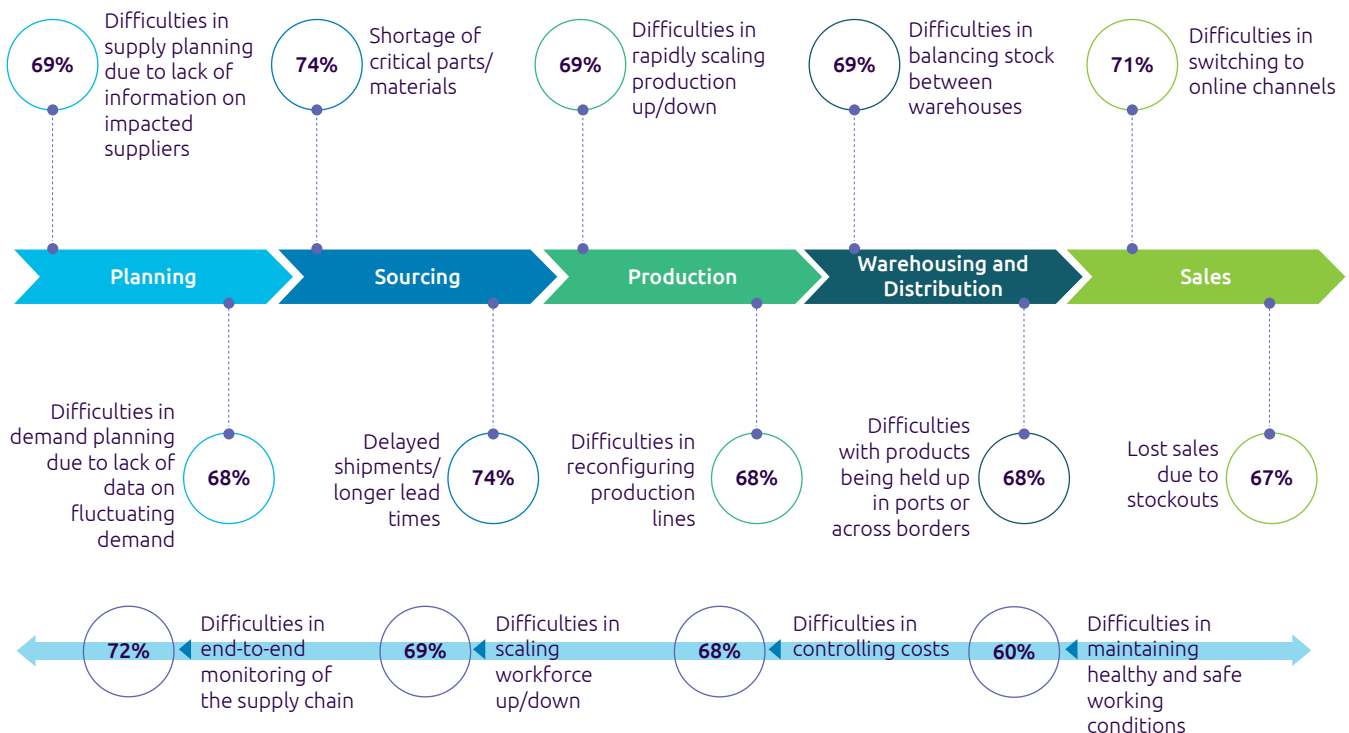 69%
Difficulties in
supply planning
due to lack of
information on
impacted
suppliers
74%
Shortage of
critical parts/
materials
69%
Difficulties in
rapidly scaling
production
up/down
69%
Difficulties in
balancing stock
between
warehouses
71%
Difficulties in
switching to
online channels
Planning
Sourcing
Production
Warehousing and
Distribution
Sales
Difficulties in
demand planning
due to lack of
data on
fluctuating
demand
68%
Delayed
shipments/
longer lead
times
74%
Difficulties in
reconfiguring
production
lines
68%
Difficulties
with products
being held up
in ports or
across borders
68%
Lost sales
due to
stockouts
67%
72%
Difficulties in
end-to-end
monitoring of
the supply chain
69%
Difficulties in
scaling
workforce
up/down
68%
Difficulties in
controlling costs
60%
Difficulties in
maintaining
healthy and safe
working
conditions